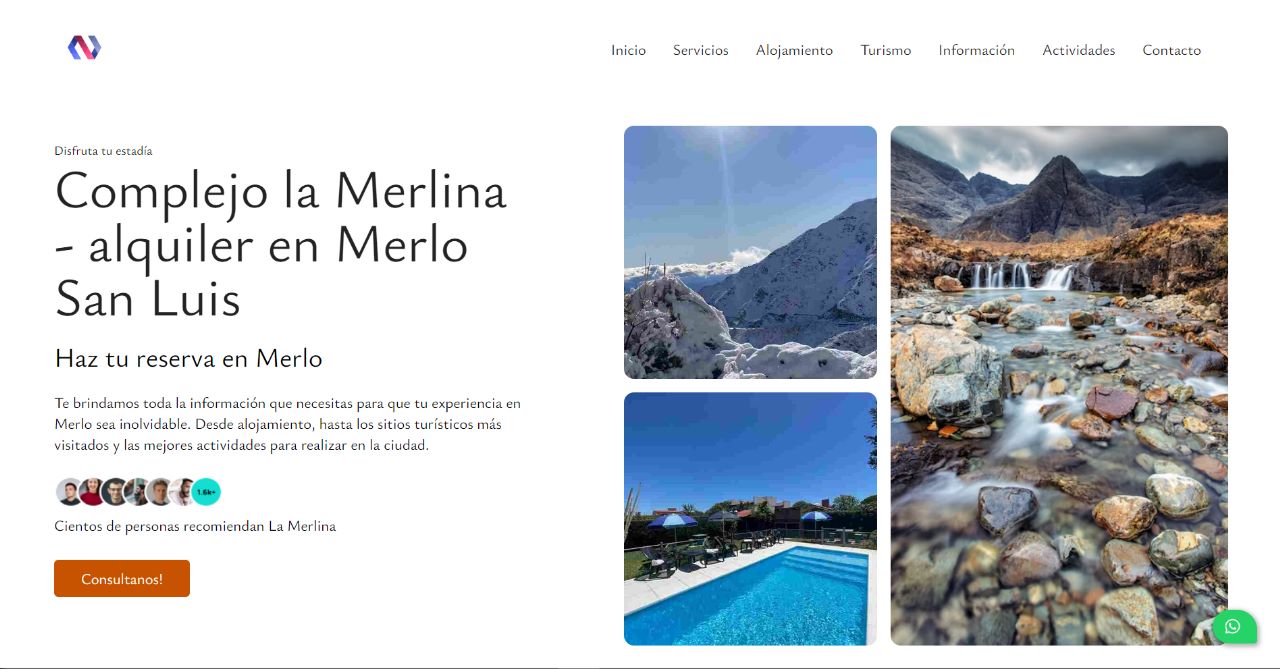 Inicio Servicios Alojamiento Turismo Información Actividades Contacto
Disfruta tu estadía
Complejo la Merlina
- alquiler en Merlo
San Luis
Haz tu reserva en Merlo
Te brindamos toda la información que necesitas para que tu experiencia en
Merlo sea inolvidable. Desde alojamiento, hasta los sitios turísticos más
visitados y las mejores actividades para realizar en la ciudad.
1.6k+
Cientos de personas recomiendan La Merlina
Consultanos!